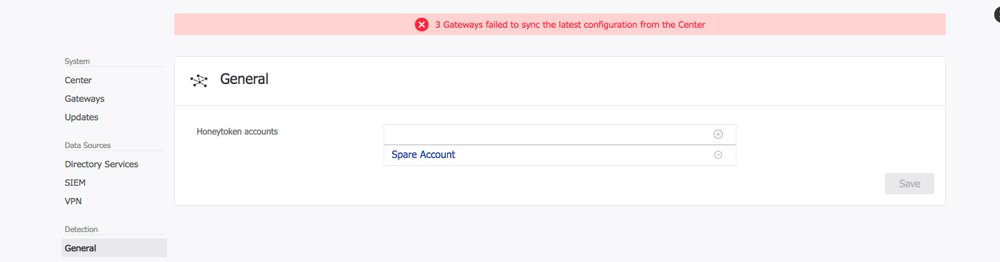 3 Gateways failed to sync the latest configuration from the Center
System
Center
Gateways
Updates
Data Sources
Directory Services
SIEM
VPN
Detection
General
General
Honeytoken accounts
Spare Account
Save